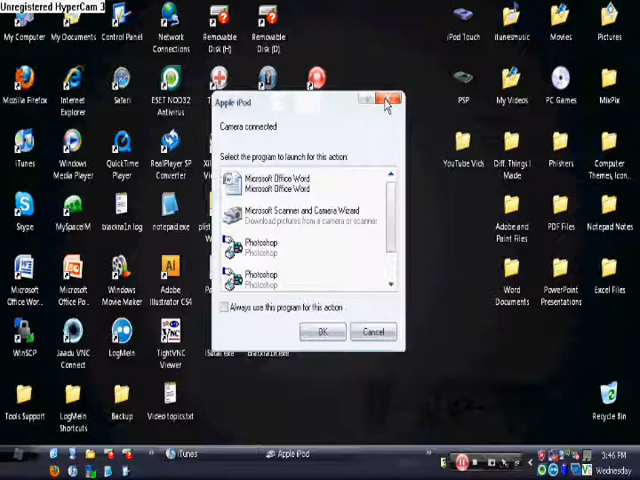 Unregistered HyperCam 3
My Computer
My Documents
Control Panel
Network
Connections
Removable
Disk (H)
Removable
Disk (D)
iPod Touch
itunesmusic
Movies
Pictures
Mozilla Firefox
Internet
Explorer
Safari
ESET NOD32
Antivirus
PSP
My Videos
PC Games
MixPix
iTunes
Windows
Media Player
QuickTime
Player
RealPlayer SP
Converter
YouTube Vids
Diff. Things I
Made
Phishers
Computer
Themes, Icon...
Skype
MySpaceIM
blackra1n.log
notepad.exe
Adobe and
Paint Files
PDF Files
Notepad Notes
Microsoft
Office Wor...
Microsoft
Office Po...
Windows
Movie Maker
Adobe
Illustrator CS4
Word
Documents
PowerPoint
Presentations
Excel Files
WinSCP
Jaadu VNC
Connect
LogMeIn
TightVNC
Viewer
blackra1n.exe
Tools Support
LogMeIn
Shortcuts
Backup
Video topics.txt
Recycle Bin
Apple iPod
Camera connected
Select the program to launch for this action:
Microsoft Office Word
Microsoft Office Word
Microsoft Scanner and Camera Wizard
Download pictures from a camera or scanner
Photoshop
Photoshop
Photoshop
Photoshop
Always use this program for this action
OK
Cancel
iTunes
Apple iPod
3:46 PM
Wednesday